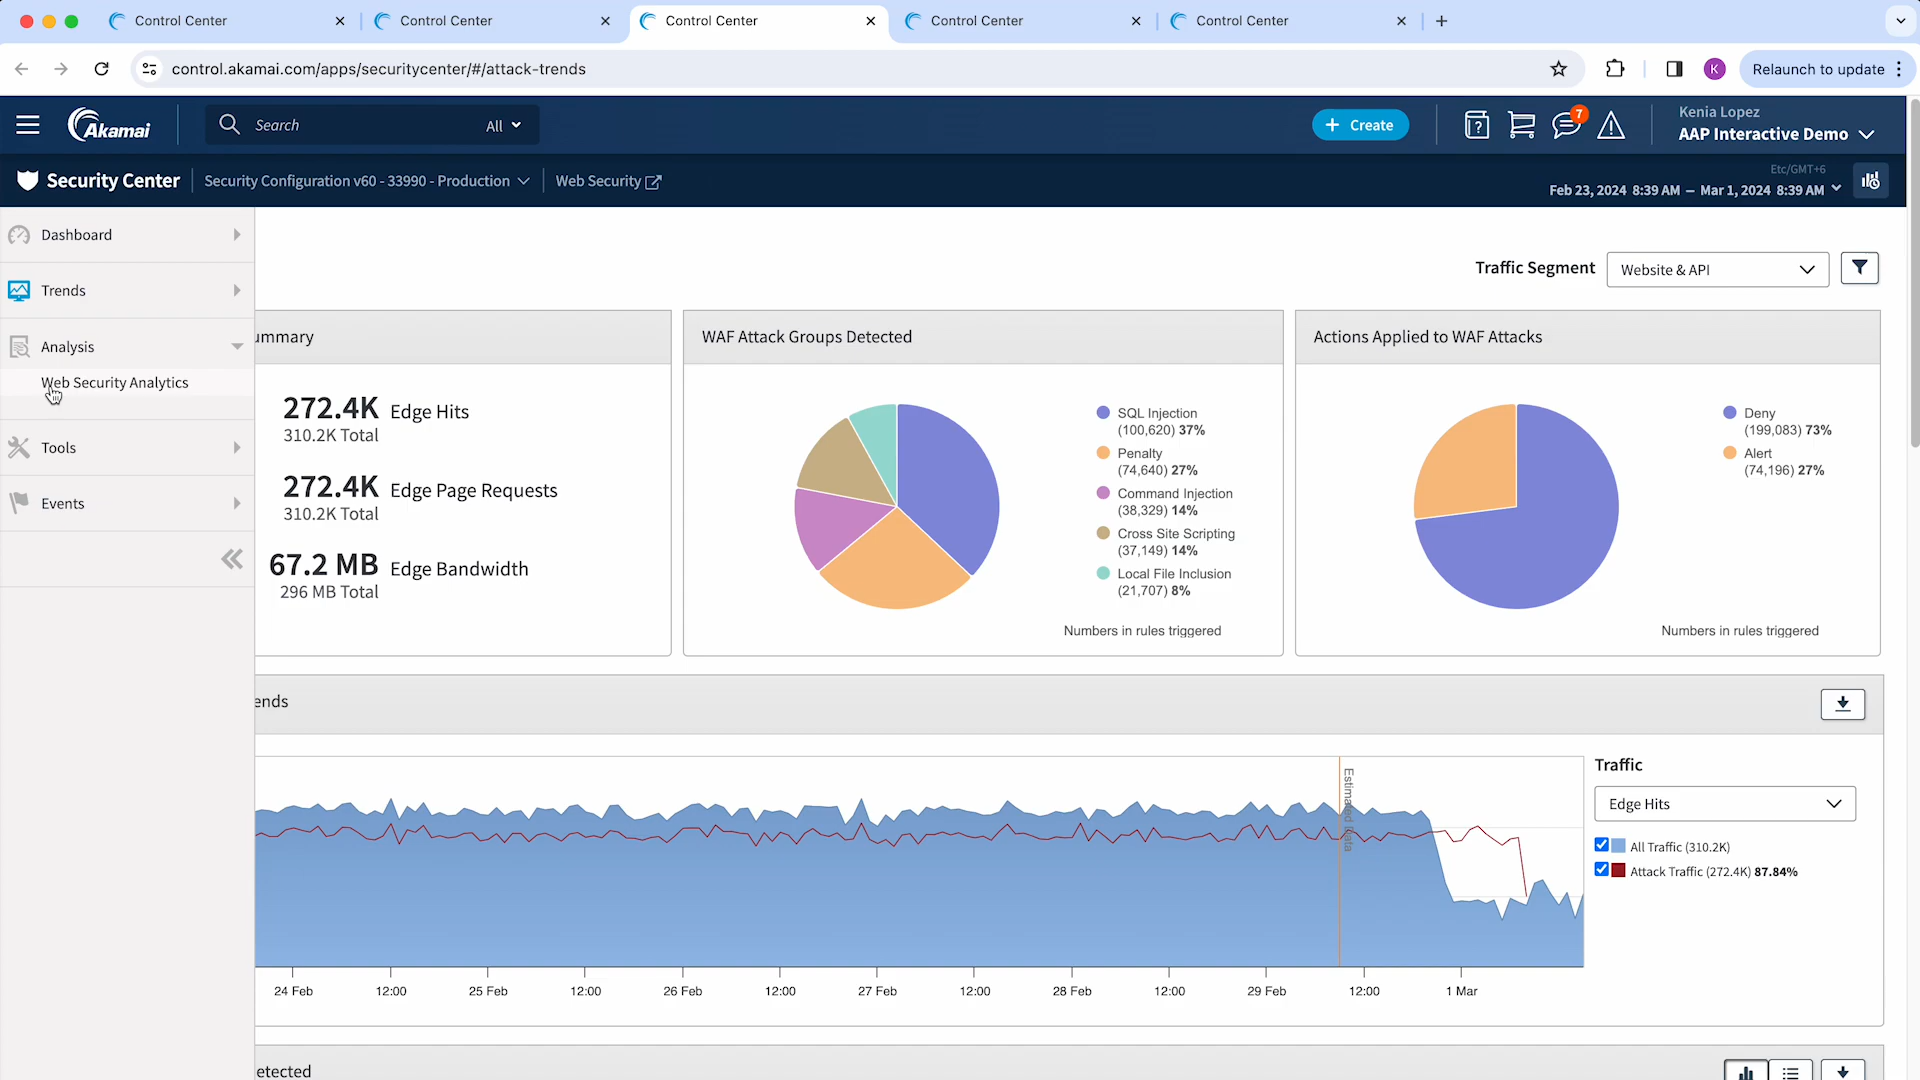 Control Center
Control Center
Control Center
Control Center
Control Center
control.akamai.com/apps/securitycenter/#/attack-trends
K
Relaunch to update
Akamai
Search
All
+ Create
7
Kenia Lopez
AAP Interactive Demo
Security Center
Security Configuration v60 - 33990 - Production
Web Security
Etc/GMT+6
Feb 23, 2024 8:39 AM – Mar 1, 2024 8:39 AM
Dashboard
Trends
Analysis
Web Security Analytics
Tools
Events
Traffic Segment
Website & API
ummary
272.4K Edge Hits
310.2K Total
272.4K Edge Page Requests
310.2K Total
67.2 MB Edge Bandwidth
296 MB Total
WAF Attack Groups Detected
SQL Injection
(100,620) 37%
Penalty
(74,640) 27%
Command Injection
(38,329) 14%
Cross Site Scripting
(37,149) 14%
Local File Inclusion
(21,707) 8%
Numbers in rules triggered
Actions Applied to WAF Attacks
Deny
(199,083) 73%
Alert
(74,196) 27%
Numbers in rules triggered
ends
Estimated Data
24 Feb
12:00
25 Feb
12:00
26 Feb
12:00
27 Feb
12:00
28 Feb
12:00
29 Feb
12:00
1 Mar
Traffic
Edge Hits
All Traffic (310.2K)
Attack Traffic (272.4K) 87.84%
etected